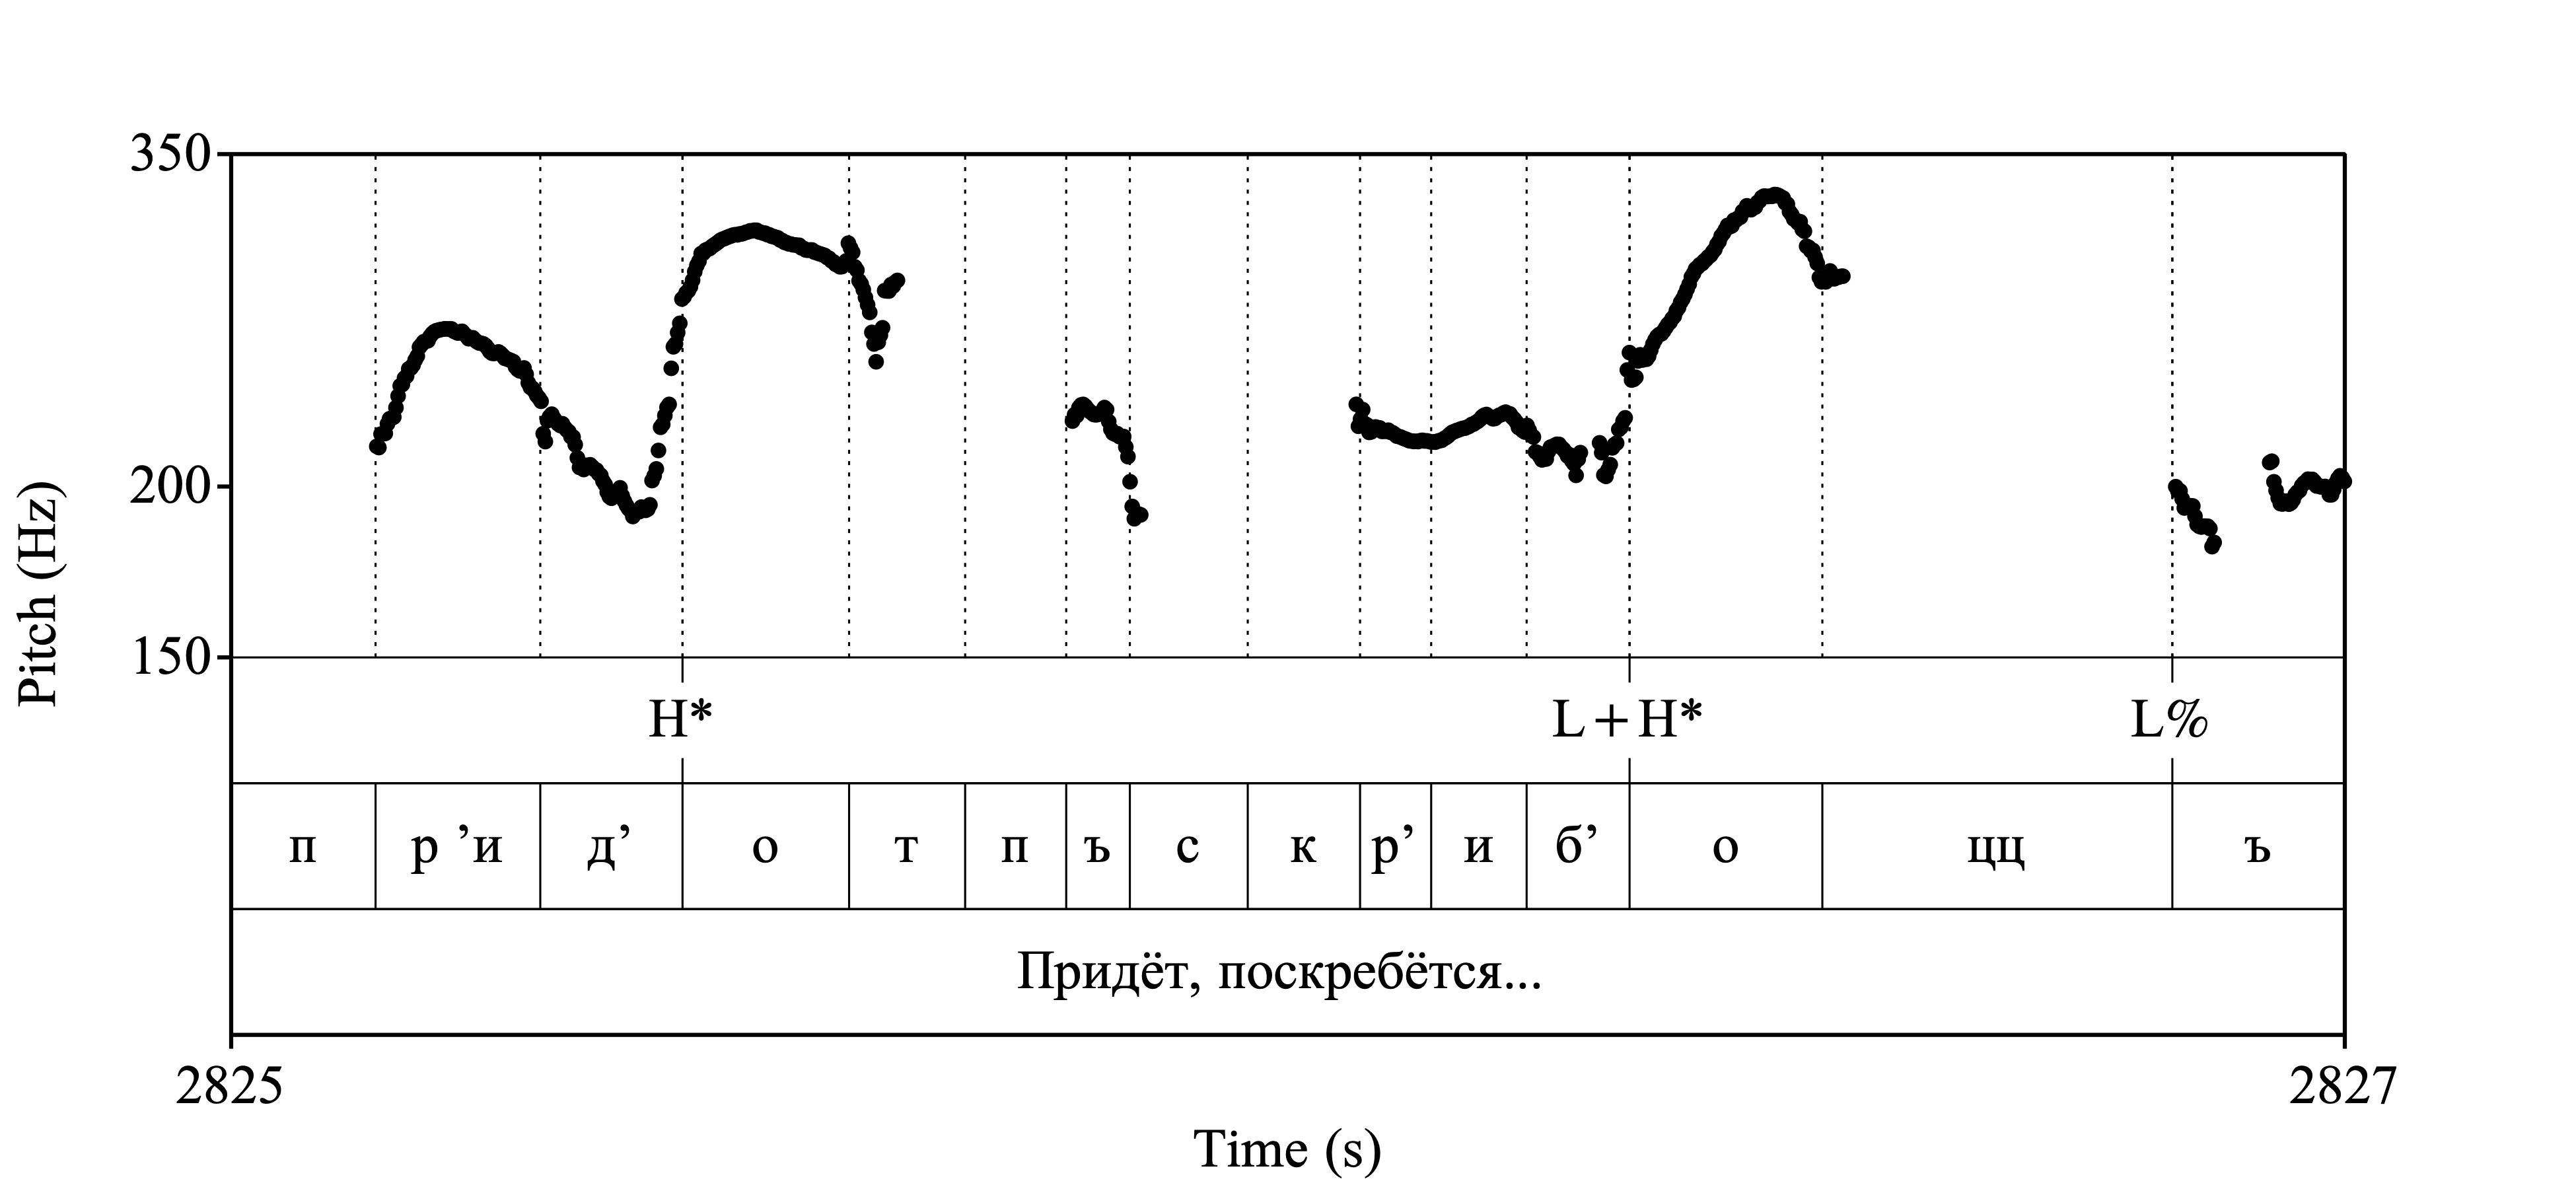 350
200
150
Pitch (Hz)
H* L+H* L%
п р ’и д’ о т п ъ с к р’ и б’ о цц ъ
Придёт, поскребётся...
2825 2827
Time (s)